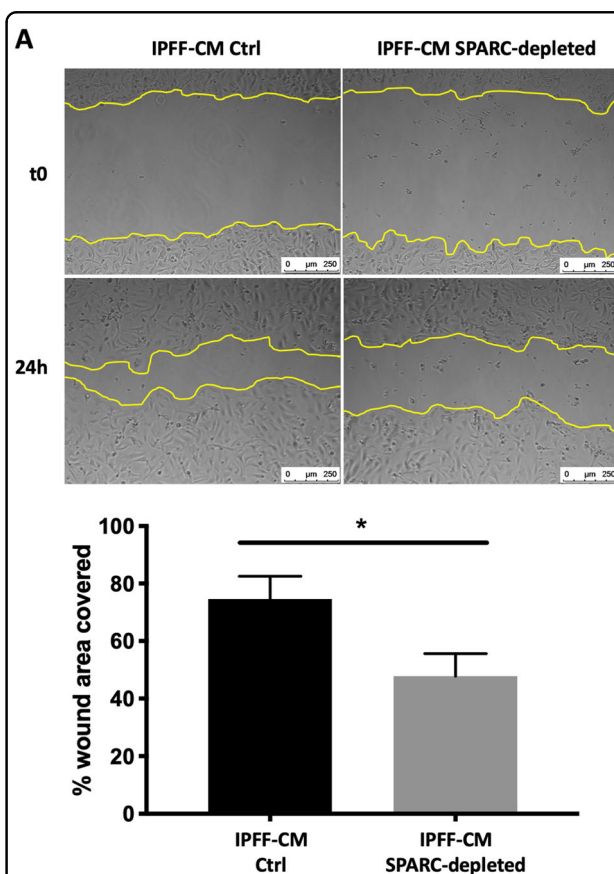 A
IPFF-CM Ctrl
IPFF-CM SPARC-depleted
t0
0 µm 250
0 µm 250
24h
0 µm 250
0 µm 250
*
% wound area covered
100
80
60
40
20
0
IPFF-CM
Ctrl
IPFF-CM
SPARC-depleted